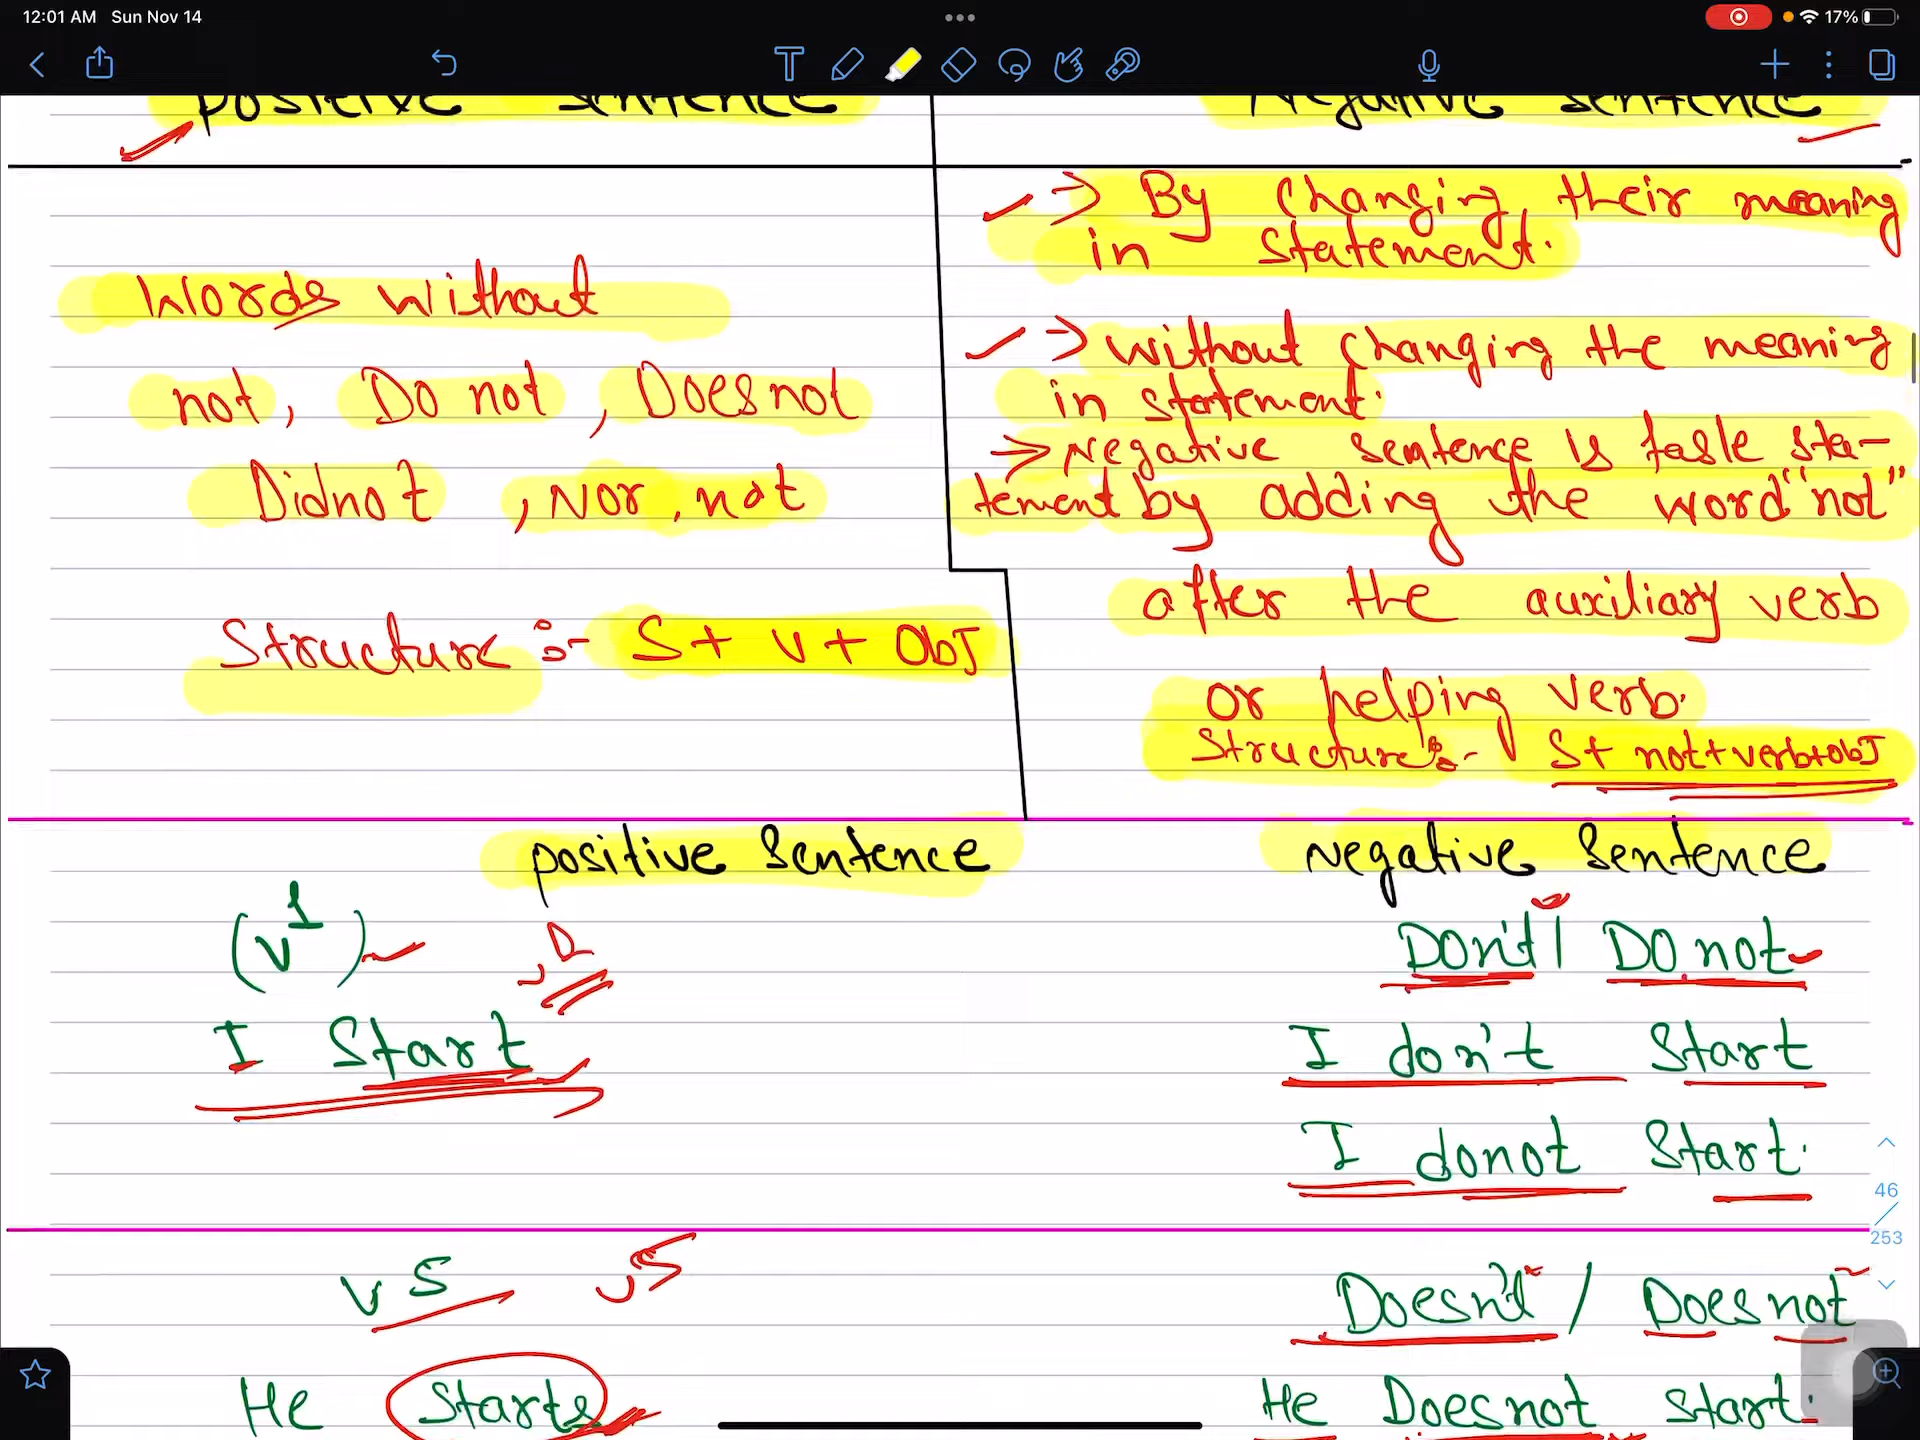 12:01 AM Sun Nov 14
17%
positive sentence
Negative sentence
Words without
not, Do not, Does not
Didnot, Nor, not
Structure :- S+ V+ ObJ
→ By changing their meaning
in statement.
→ without changing the meaning
in statement.
→ Negative sentence is fasle sta-
tement by adding the word "not"
after the auxiliary verb
or helping verb.
Structure:- S+ not+verb+obJ
positive Sentence
Negative Sentence
(V1)
I Start
Don't / Do not
I don't Start
I donot Start.
46
/
253
V S
VS
Doesn't / Does not
He Starts
He Doesnot start.